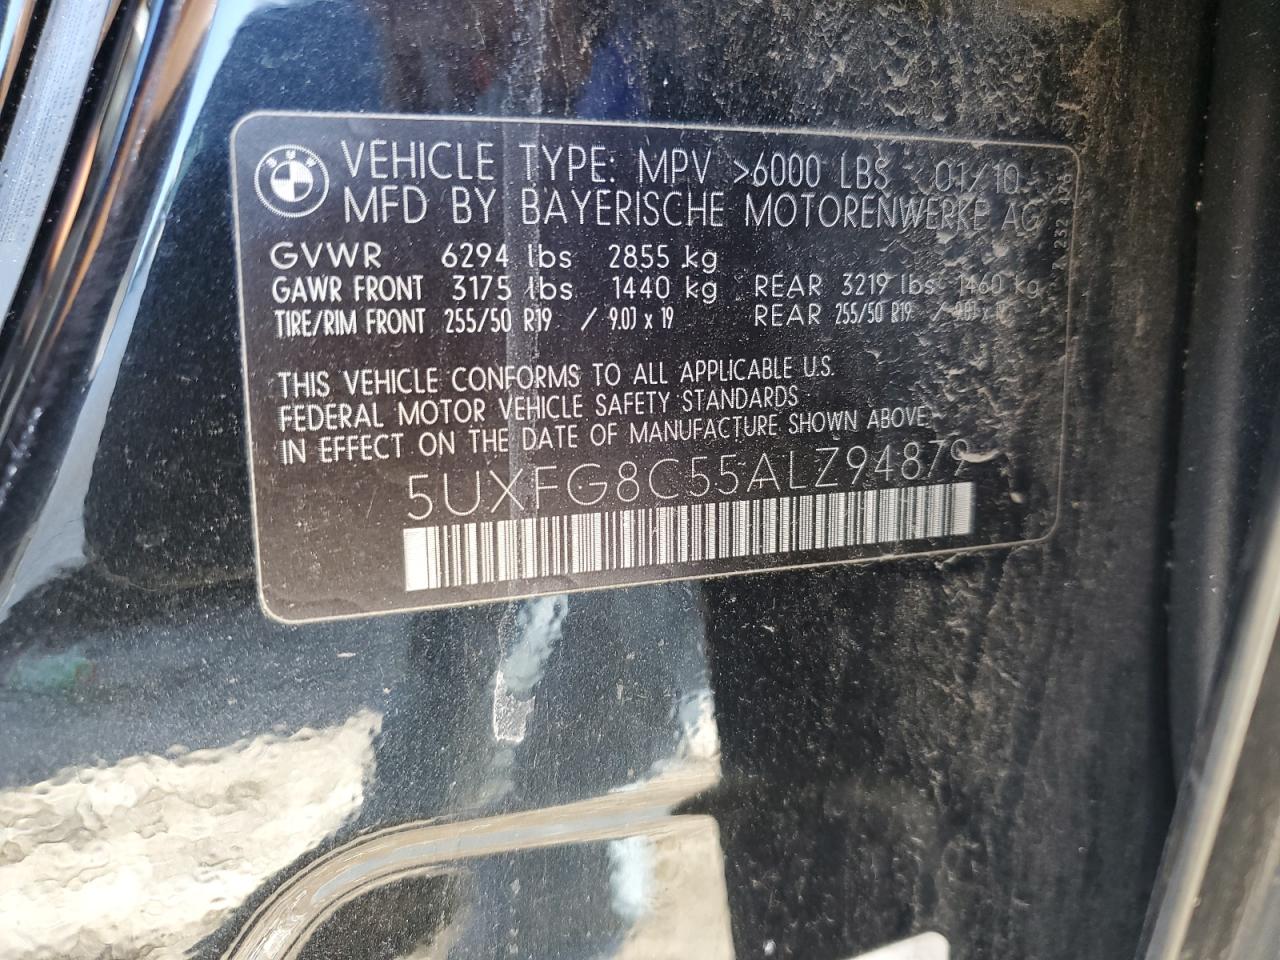 VEHICLE TYPE: MPV >6000 LBS 01/10
MFD BY BAYERISCHE MOTORENWERKE AG
GVWR 6294 lbs 2855 kg
GAWR FRONT 3175 lbs 1440 kg REAR 3219 lbs 1460 kg
TIRE/RIM FRONT 255/50 R19 / 9.0J x 19 REAR 255/50 R19 /
THIS VEHICLE CONFORMS TO ALL APPLICABLE U.S.
FEDERAL MOTOR VEHICLE SAFETY STANDARDS
IN EFFECT ON THE DATE OF MANUFACTURE SHOWN ABOVE.
5UXFG8C55ALZ94879